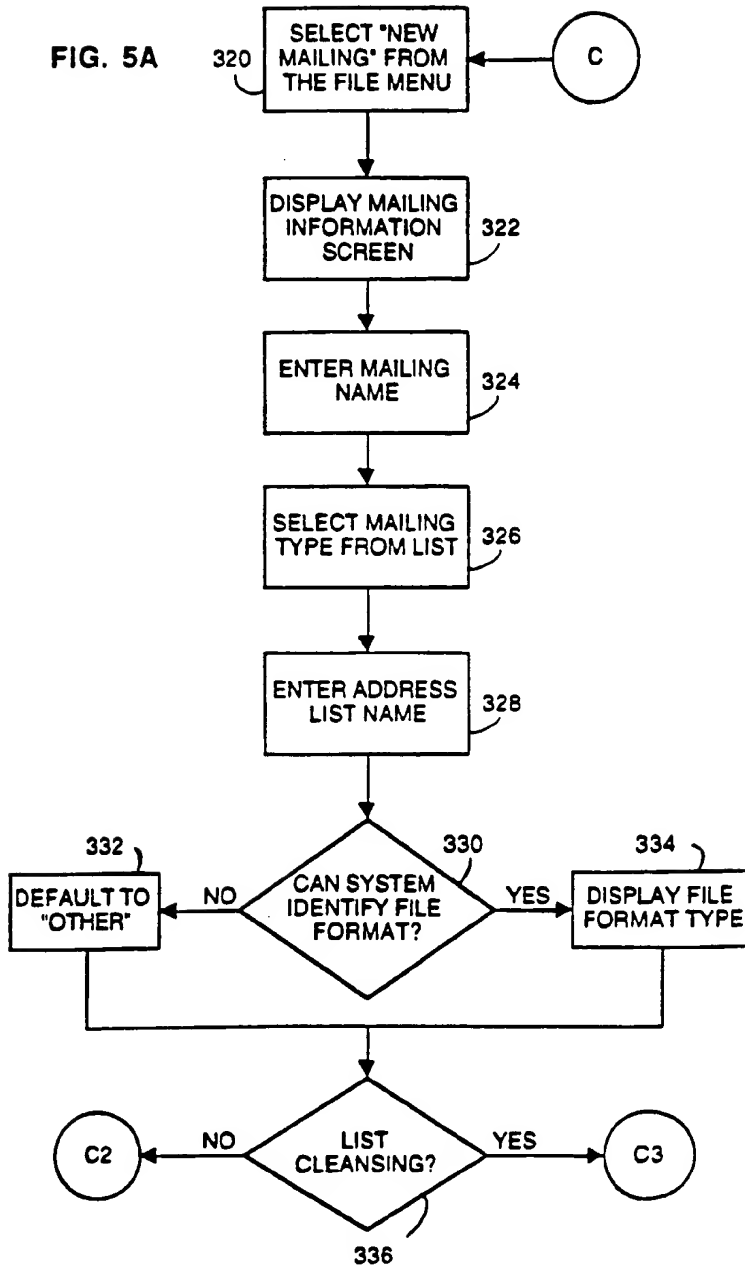 FIG. 5A
320
SELECT "NEW
MAILING" FROM
THE FILE MENU
C
DISPLAY MAILING
INFORMATION
SCREEN
322
ENTER MAILING
NAME
324
SELECT MAILING
TYPE FROM LIST
326
ENTER ADDRESS
LIST NAME
328
332
330
334
DEFAULT TO
"OTHER"
NO
CAN SYSTEM
IDENTIFY FILE
FORMAT?
YES
DISPLAY FILE
FORMAT TYPE
C2
NO
LIST
CLEANSING?
YES
C3
336